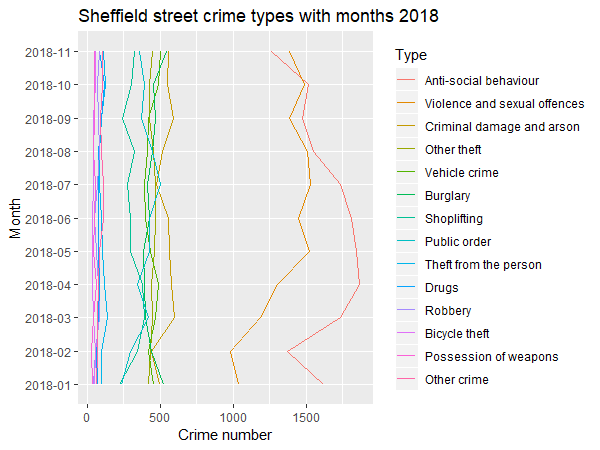 Sheffield street crime types with months 2018
Month
2018-11
2018-10
2018-09
2018-08
2018-07
2018-06
2018-05
2018-04
2018-03
2018-02
2018-01
0 500 1000 1500
Crime number
Type
Anti-social behaviour
Violence and sexual offences
Criminal damage and arson
Other theft
Vehicle crime
Burglary
Shoplifting
Public order
Theft from the person
Drugs
Robbery
Bicycle theft
Possession of weapons
Other crime